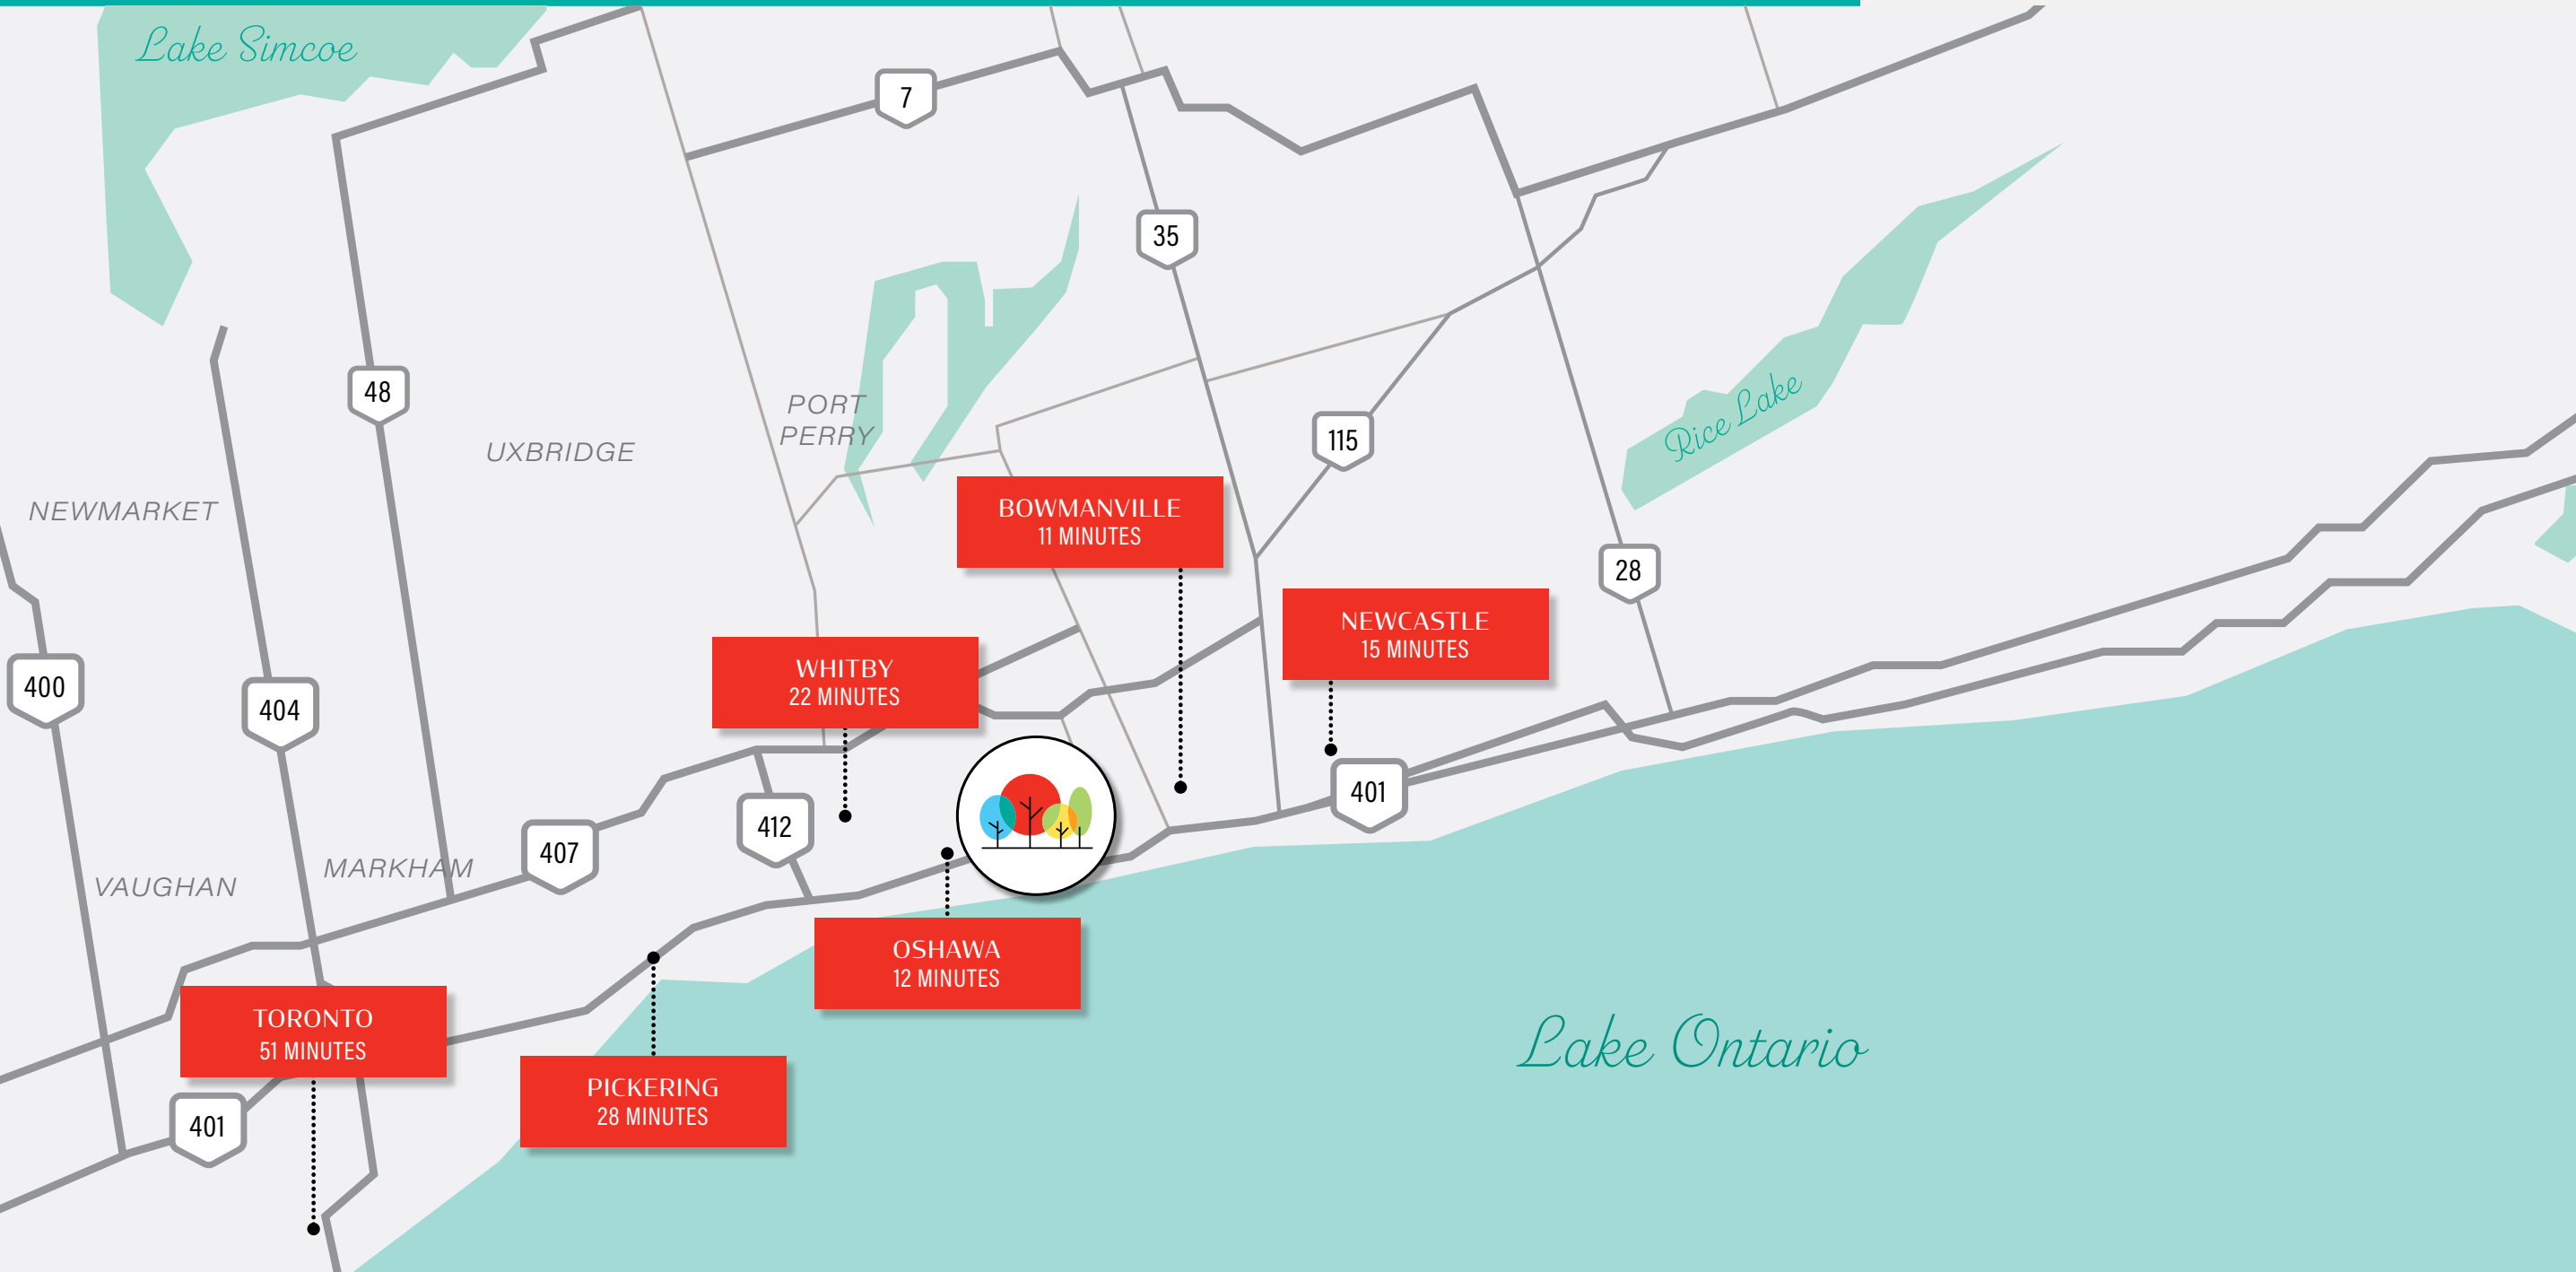 Lake Simcoe
7
35
48
PORT
PERRY
115
Rice Lake
UXBRIDGE
NEWMARKET
BOWMANVILLE
11 MINUTES
28
NEWCASTLE
15 MINUTES
WHITBY
22 MINUTES
400
404
401
412
407
MARKHAM
VAUGHAN
OSHAWA
12 MINUTES
TORONTO
51 MINUTES
Lake Ontario
PICKERING
28 MINUTES
401